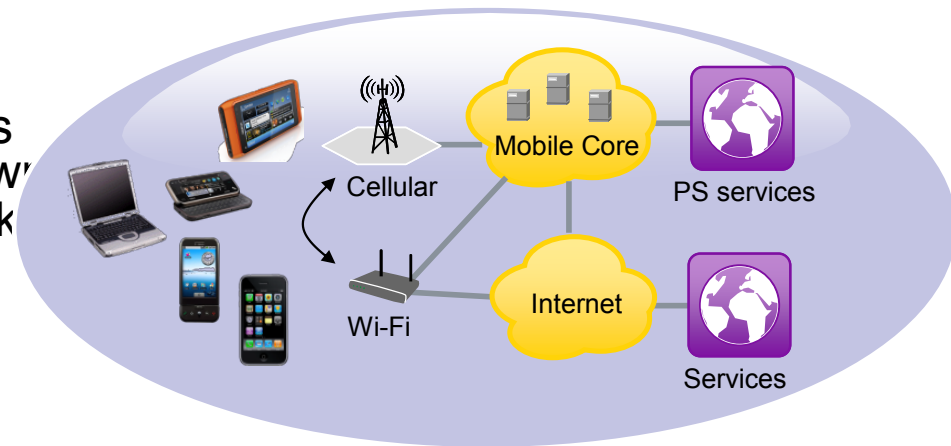 Mobile Core
Cellular
PS services
Internet
Wi-Fi
Services